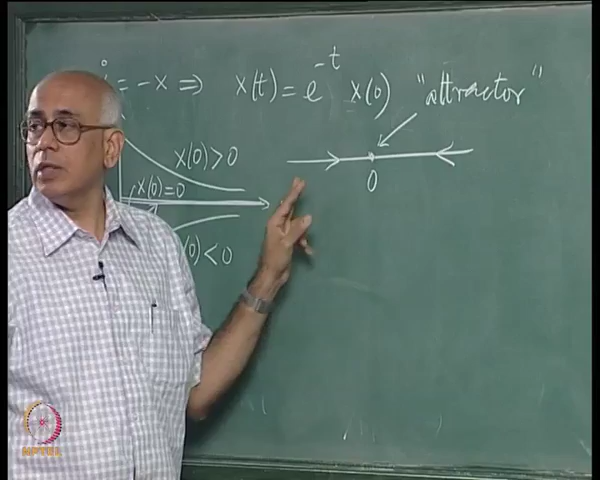 ẋ = -x ⇒ x(t) = e^{-t} x(0) "attractor"
x(0) > 0
0
x(0) = 0
(0) < 0
NPTEL